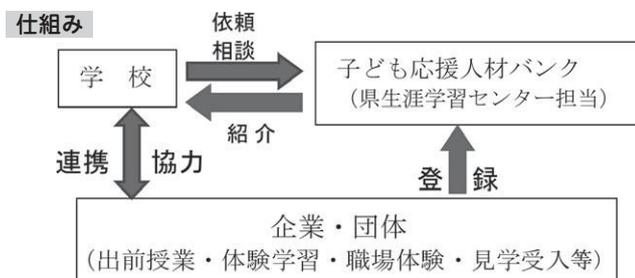 仕組み
依頼
相談
学　校
子ども応援人材バンク
（県生涯学習センター担当）
紹 介
連携
協力
登
録
企業・団体
（出前授業・体験学習・職場体験・見学受入等）